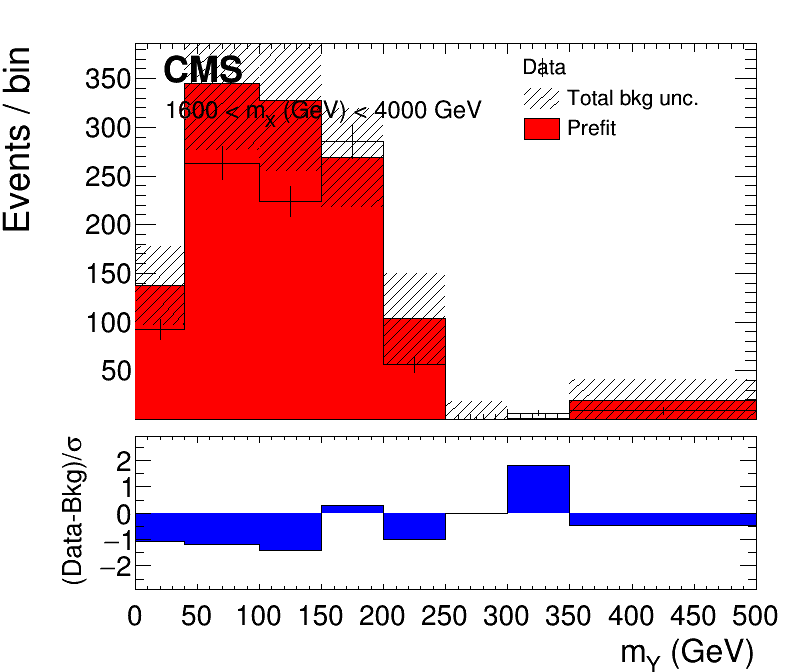 Events / bin
CMS
1600 < mX (GeV) < 4000 GeV
Data
Total bkg unc.
Prefit
350
300
250
200
150
100
50
(Data-Bkg)/σ
2
1
0
−1
−2
0 50 100 150 200 250 300 350 400 450 500
mY (GeV)